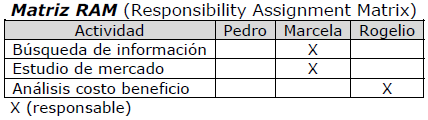 Matriz RAM (Responsibility Assignment Matrix)
Actividad Pedro Marcela Rogelio
Búsqueda de información X
Estudio de mercado X
Análisis costo beneficio X
X (responsable)